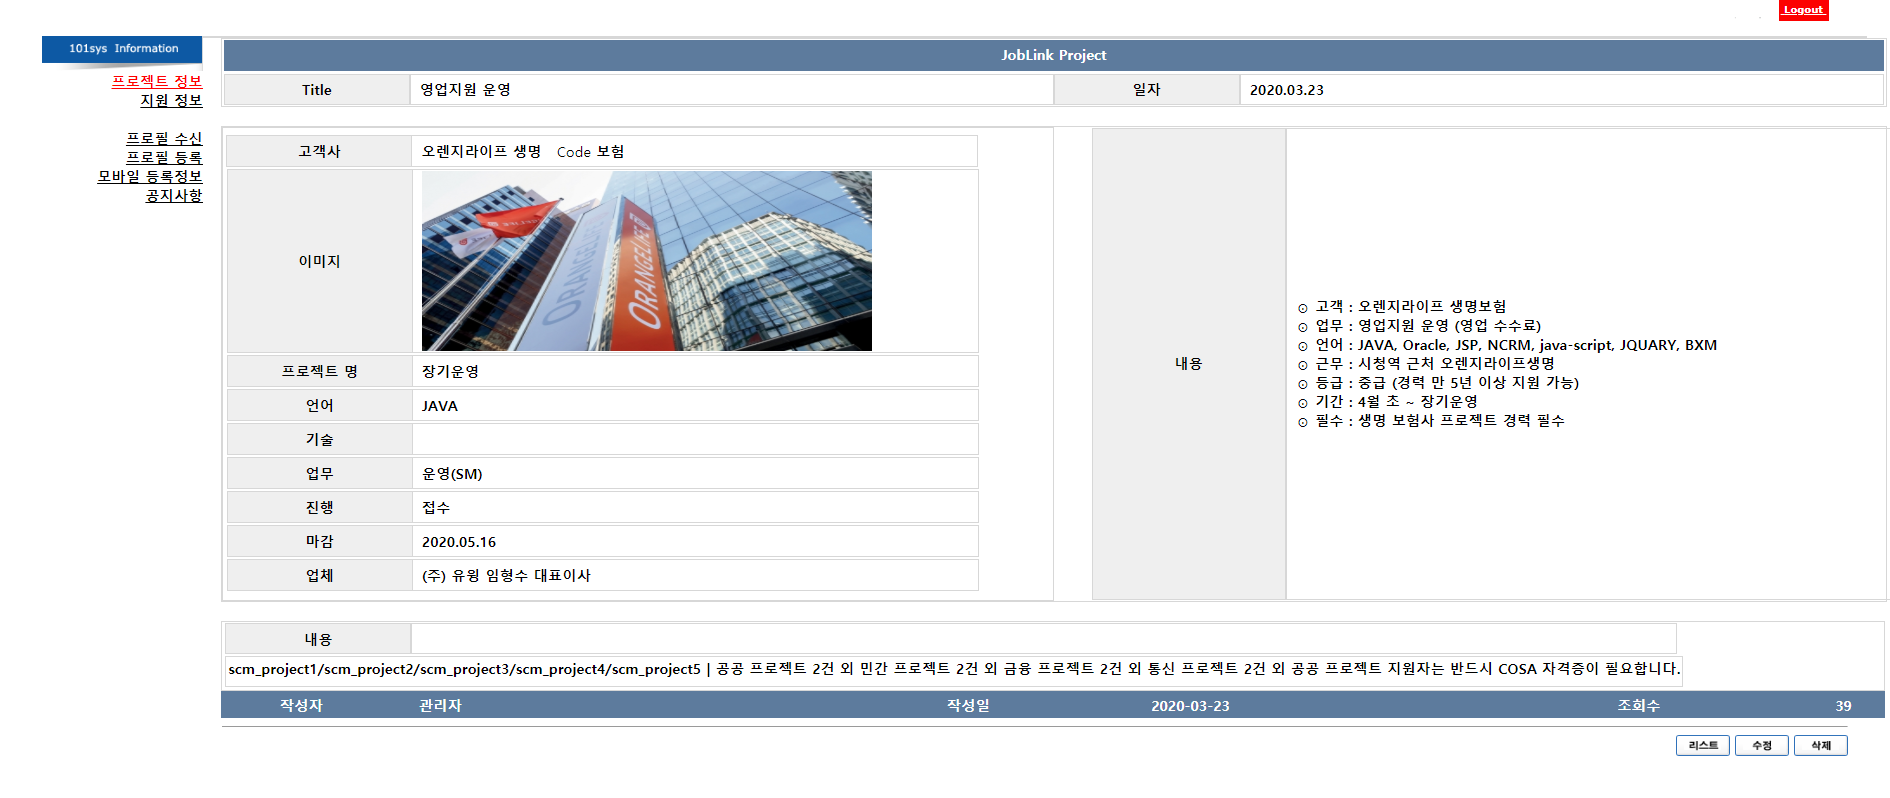 Logout
101sys Information
프로젝트 정보
지원 정보
프로필 수신
프로필 등록
모바일 등록정보
공지사항
JobLink Project
Title 영업지원 운영 일자 2020.03.23
고객사 오렌지라이프 생명 Code 보험
이미지
ORANGELIFE
ORANGELIFE
프로젝트 명 장기운영
언어 JAVA
기술
업무 운영(SM)
진행 접수
마감 2020.05.16
업체 (주) 유윙 임형수 대표이사
내용
⊙ 고객 : 오렌지라이프 생명보험
⊙ 업무 : 영업지원 운영 (영업 수수료)
⊙ 언어 : JAVA, Oracle, JSP, NCRM, java-script, JQUARY, BXM
⊙ 근무 : 시청역 근처 오렌지라이프생명
⊙ 등급 : 중급 (경력 만 5년 이상 지원 가능)
⊙ 기간 : 4월 초 ~ 장기운영
⊙ 필수 : 생명 보험사 프로젝트 경력 필수
내용
scm_project1/scm_project2/scm_project3/scm_project4/scm_project5 | 공공 프로젝트 2건 외 민간 프로젝트 2건 외 금융 프로젝트 2건 외 통신 프로젝트 2건 외 공공 프로젝트 지원자는 반드시 COSA 자격증이 필요합니다.
작성자 관리자 작성일 2020-03-23 조회수 39
리스트 수정 삭제